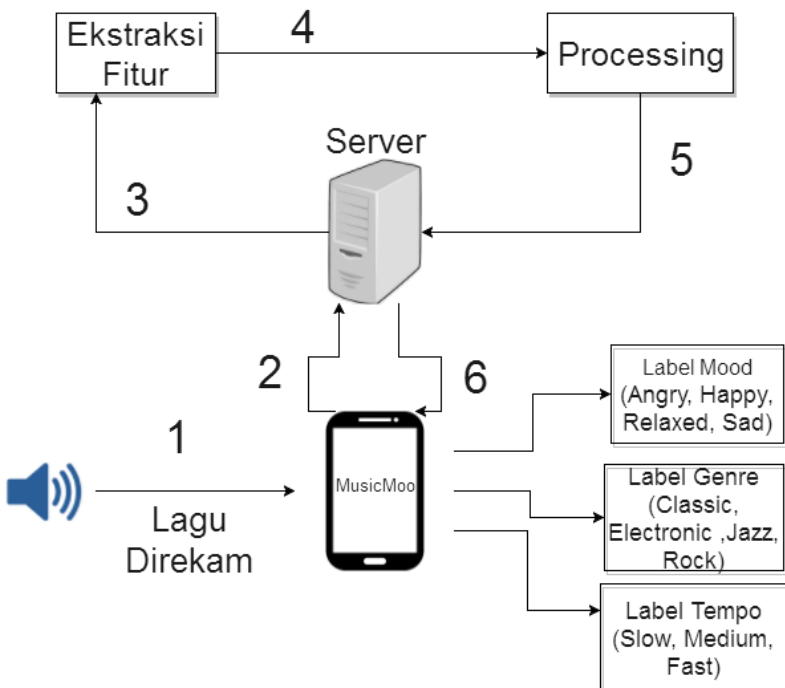 Ekstraksi
Fitur
4
Processing
Server
3
5
2
6
1
Lagu
Direkam
MusicMoo
Label Mood
(Angry, Happy,
Relaxed, Sad)
Label Genre
(Classic,
Electronic ,Jazz,
Rock)
Label Tempo
(Slow, Medium,
Fast)